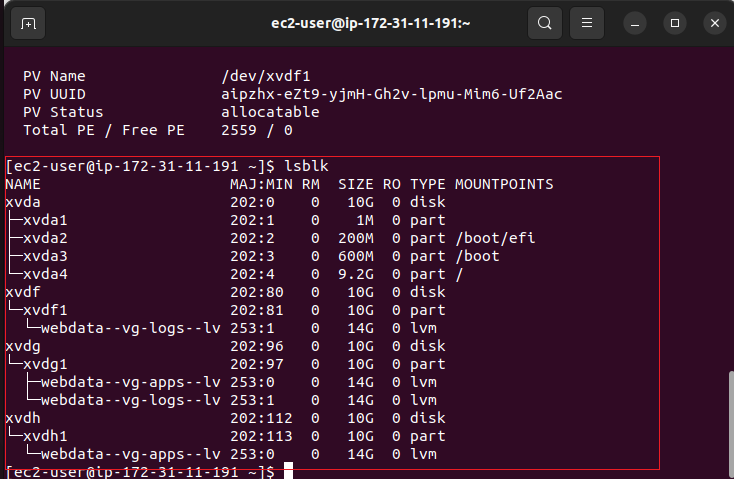 ec2-user@ip-172-31-11-191:~
PV Name               /dev/xvdf1
PV UUID               aipzhx-eZt9-yjmH-Gh2v-lpmu-Mim6-Uf2Aac
PV Status             allocatable
Total PE / Free PE    2559 / 0
[ec2-user@ip-172-31-11-191 ~]$ lsblk
NAME                     MAJ:MIN RM  SIZE RO TYPE MOUNTPOINTS
xvda                     202:0    0   10G  0 disk
├─xvda1                  202:1    0    1M  0 part
├─xvda2                  202:2    0  200M  0 part /boot/efi
├─xvda3                  202:3    0  600M  0 part /boot
└─xvda4                  202:4    0  9.2G  0 part /
xvdf                     202:80   0   10G  0 disk
└─xvdf1                  202:81   0   10G  0 part
  └─webdata--vg-logs--lv 253:1    0   14G  0 lvm
xvdg                     202:96   0   10G  0 disk
└─xvdg1                  202:97   0   10G  0 part
  ├─webdata--vg-apps--lv 253:0    0   14G  0 lvm
  └─webdata--vg-logs--lv 253:1    0   14G  0 lvm
xvdh                     202:112  0   10G  0 disk
└─xvdh1                  202:113  0   10G  0 part
  └─webdata--vg-apps--lv 253:0    0   14G  0 lvm
[ec2-user@ip-172-31-11-191 ~]$